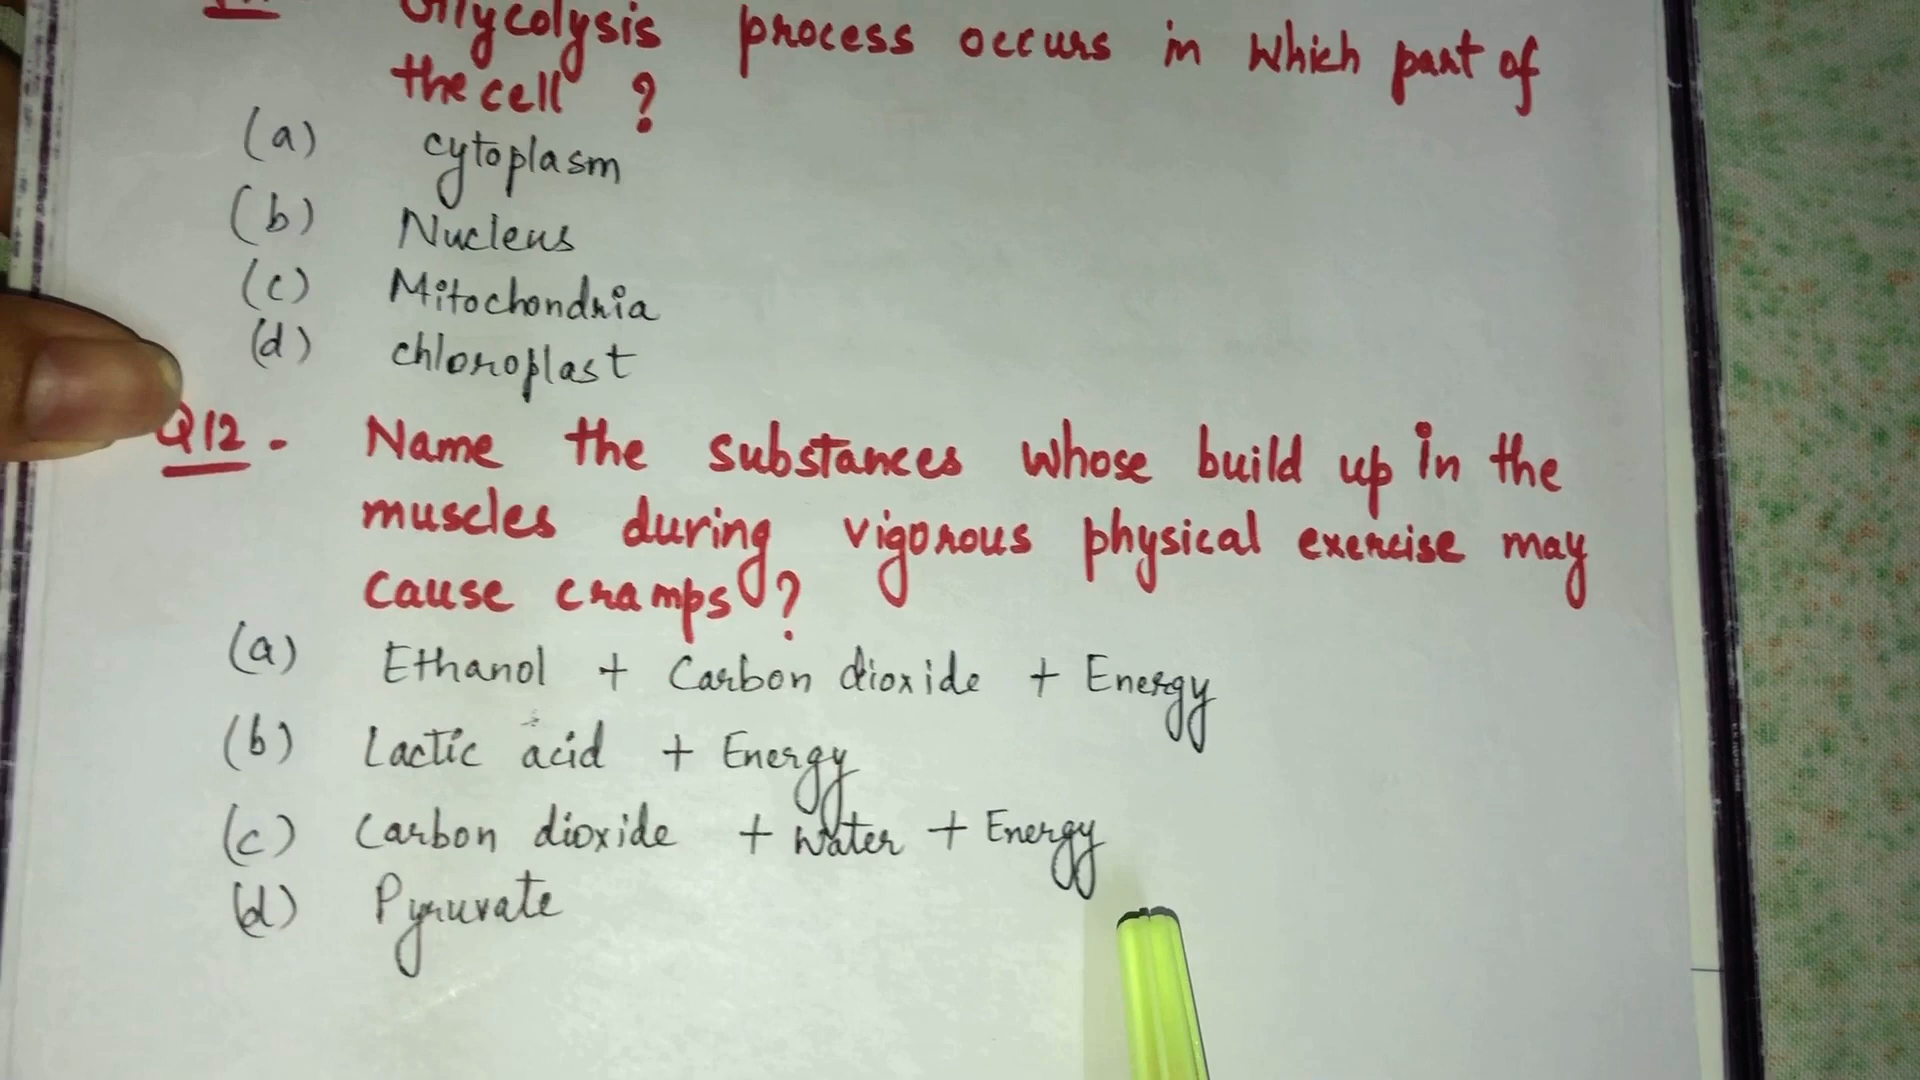 Glycolysis process occurs in which part of
the cell ?
(a) cytoplasm
(b) Nucleus
(c) Mitochondria
(d) chloroplast
Q12. Name the substances whose build up in the
muscles during vigorous physical exercise may
cause cramps ?
(a) Ethanol + Carbon dioxide + Energy
(b) Lactic acid + Energy
(c) Carbon dioxide + Water + Energy
(d) Pyruvate